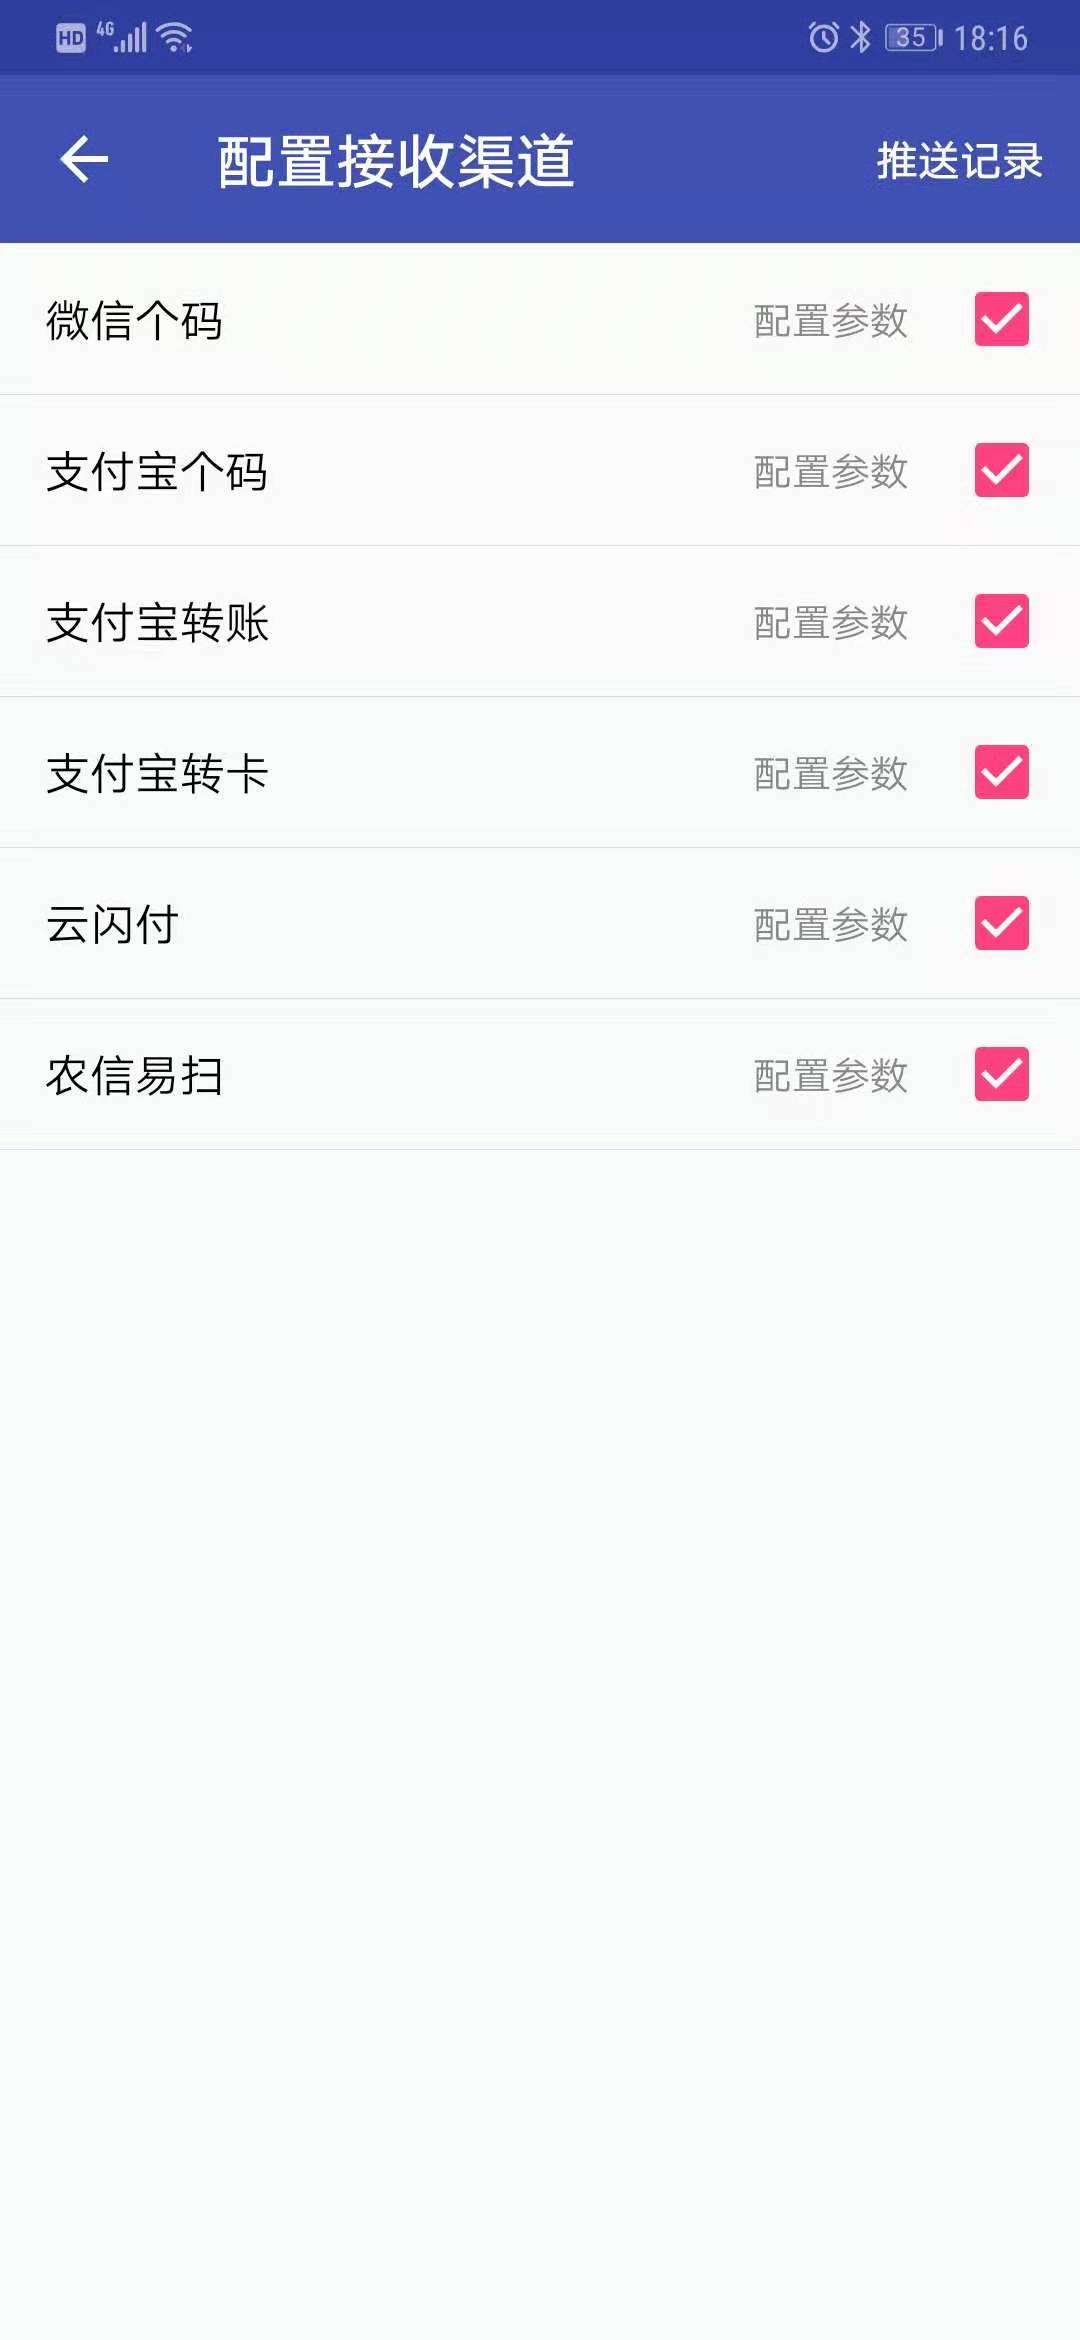 HD 4G 35 18:16
配置接收渠道 推送记录
微信个码 配置参数
支付宝个码 配置参数
支付宝转账 配置参数
支付宝转卡 配置参数
云闪付 配置参数
农信易扫 配置参数